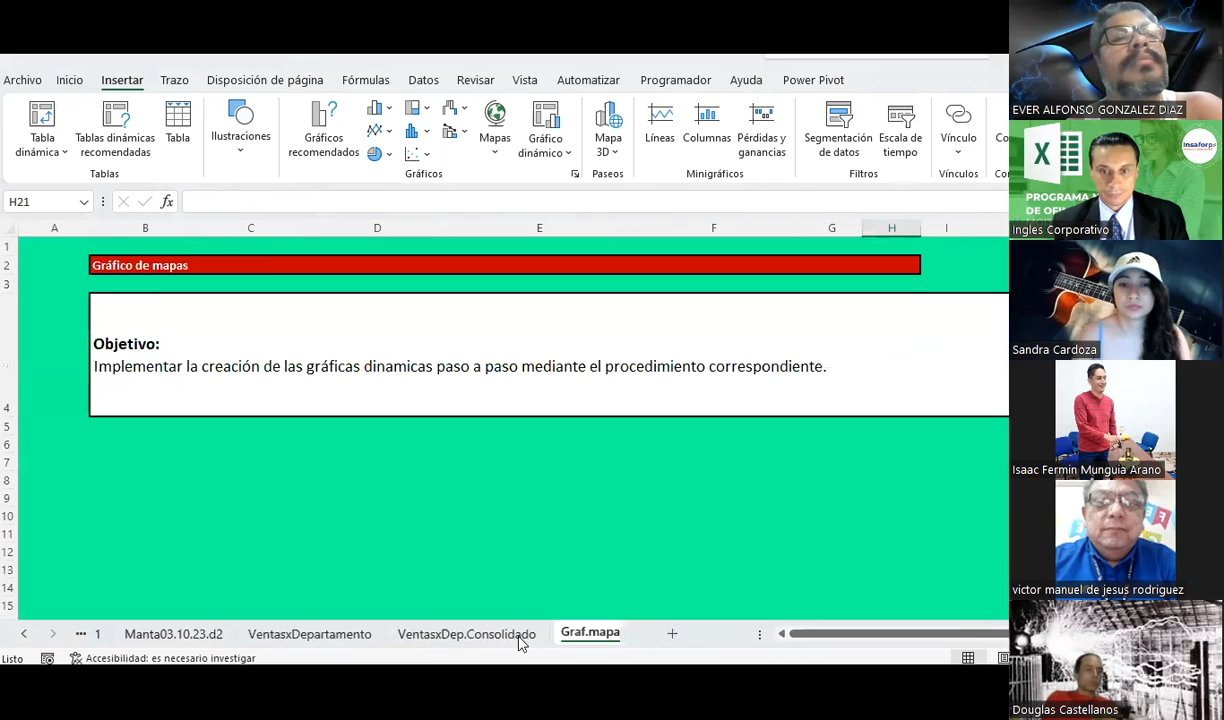 Archivo Inicio Insertar Trazo Disposición de página Fórmulas Datos Revisar Vista Automatizar Programador Ayuda Power Pivot
Tabla dinámica
Tablas dinámicas recomendadas
Tabla
Ilustraciones
Gráficos recomendados
Mapas
Gráfico dinámico
Mapa 3D
Líneas
Columnas
Pérdidas y ganancias
Segmentación de datos
Escala de tiempo
Vínculo
Co
Tablas
Gráficos
Paseos
Minigráficos
Filtros
Vínculos
H21
fx
A B C D E F G H I
1
2 Gráfico de mapas
3
Objetivo:
Implementar la creación de las gráficas dinamicas paso a paso mediante el procedimiento correspondiente.
4
5
6
7
8
9
10
11
12
13
14
15
1 Manta03.10.23.d2 VentasxDepartamento VentasxDep.Consolidado Graf.mapa
Listo Accesibilidad: es necesario investigar
EVER ALFONSO GONZALEZ DIAZ
X
insaforp
PROGRAMA
DE OFI
Ingles Corporativo
Sandra Cardoza
Isaac Fermin Munguia Arano
victor manuel de jesus rodriguez
Douglas Castellanos